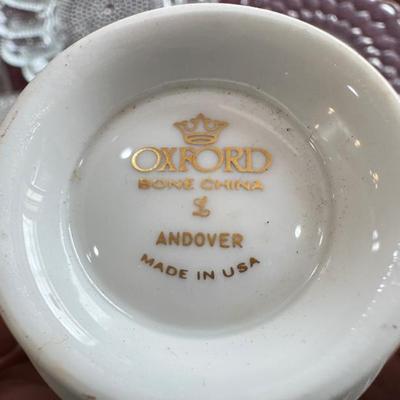 OXFORD
BONE CHINA
L
ANDOVER
MADE IN USA